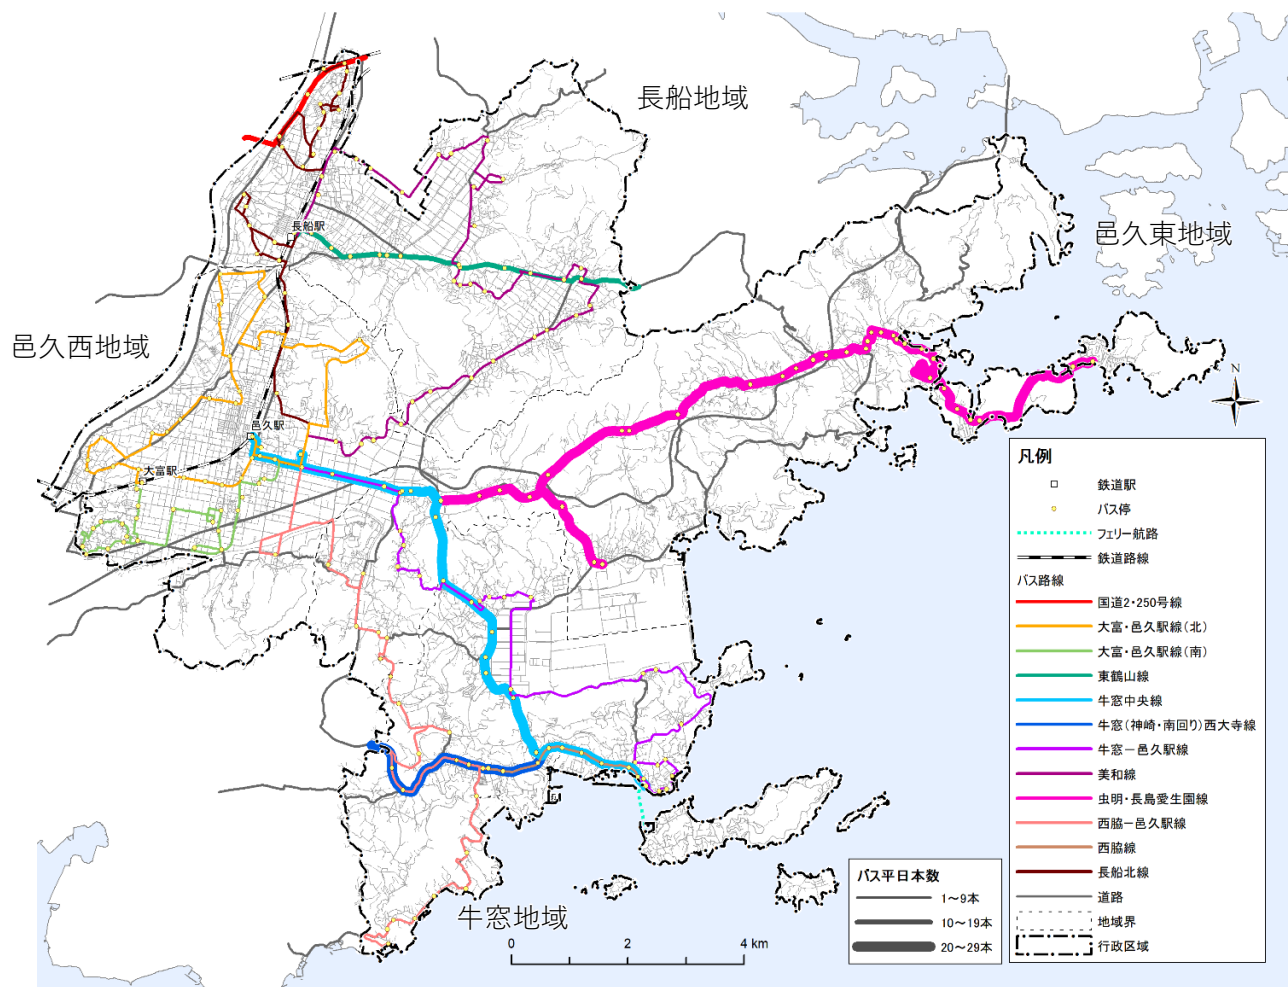 長船地域
邑久東地域
長船駅
邑久西地域
邑久駅
大富駅
牛窓地域
N
凡例
鉄道駅
バス停
フェリー航路
鉄道路線
バス路線
国道2・250号線
大富・邑久駅線(北)
大富・邑久駅線(南)
東鶴山線
牛窓中央線
牛窓(神崎・南回り)西大寺線
牛窓ー邑久駅線
美和線
虫明・長島愛生園線
西脇ー邑久駅線
西脇線
長船北線
道路
地域界
行政区域
バス平日本数
1~9本
10~19本
20~29本
0 2 4 km